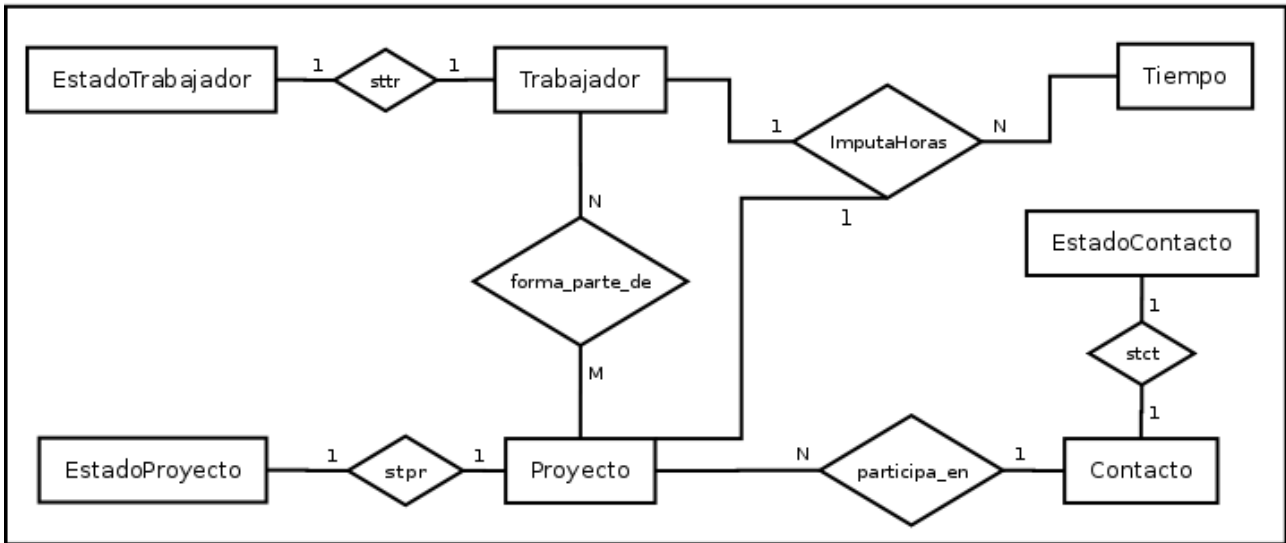 EstadoTrabajador
1
sttr
1
Trabajador
1
ImputaHoras
N
Tiempo
1
N
forma_parte_de
M
EstadoContacto
1
stct
1
EstadoProyecto
1
stpr
1
Proyecto
N
participa_en
1
Contacto